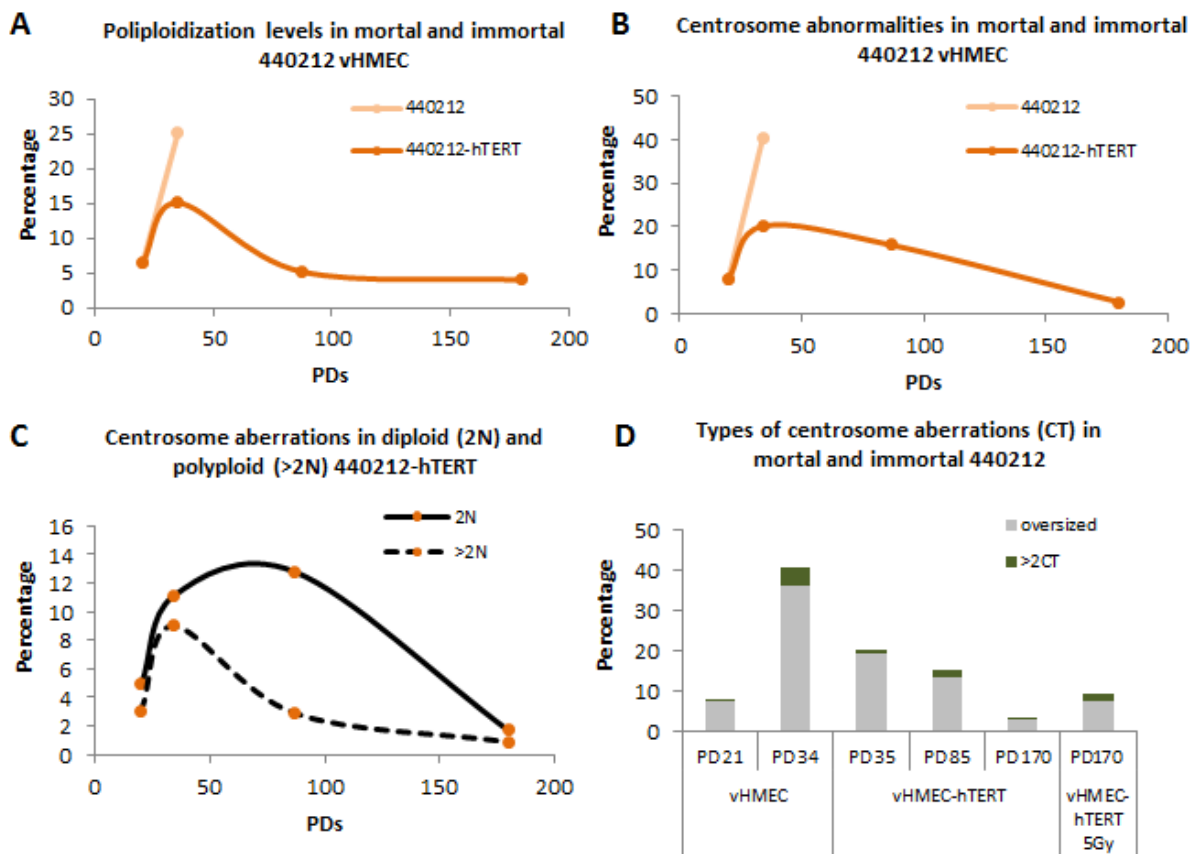 A
Poliploidization levels in mortal and immortal
440212 vHMEC
30
25
20
15
10
5
0
Percentage
0 50 100 150 200
PDs
440212
440212-hTERT
B
Centrosome abnormalities in mortal and immortal
440212 vHMEC
50
40
30
20
10
0
Percentage
0 50 100 150 200
PDs
440212
440212-hTERT
C
Centrosome aberrations in diploid (2N) and
polyploid (>2N) 440212-hTERT
16
14
12
10
8
6
4
2
0
Percentage
0 50 100 150 200
PDs
2N
>2N
D
Types of centrosome aberrations (CT) in
mortal and immortal 440212
50
40
30
20
10
0
Percentage
oversized
>2CT
PD21 PD34 PD35 PD85 PD170 PD170
vHMEC vHMEC-hTERT vHMEC-
hTERT
5Gy